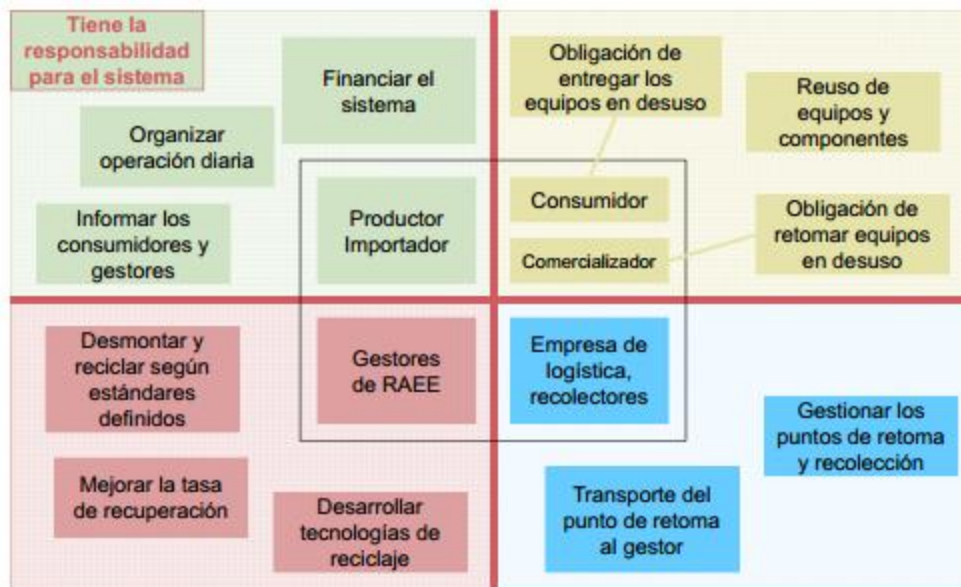 Tiene la
responsabilidad
para el sistema
Financiar el
sistema
Organizar
operación diaria
Informar los
consumidores y
gestores
Productor
Importador
Obligación de
entregar los
equipos en desuso
Reuso de
equipos y
componentes
Consumidor
Comercializador
Obligación de
retomar equipos
en desuso
Desmontar y
reciclar según
estándares
definidos
Gestores
de RAEE
Mejorar la tasa
de recuperación
Desarrollar
tecnologías de
reciclaje
Empresa de
logística,
recolectores
Gestionar los
puntos de retoma
y recolección
Transporte del
punto de retoma
al gestor